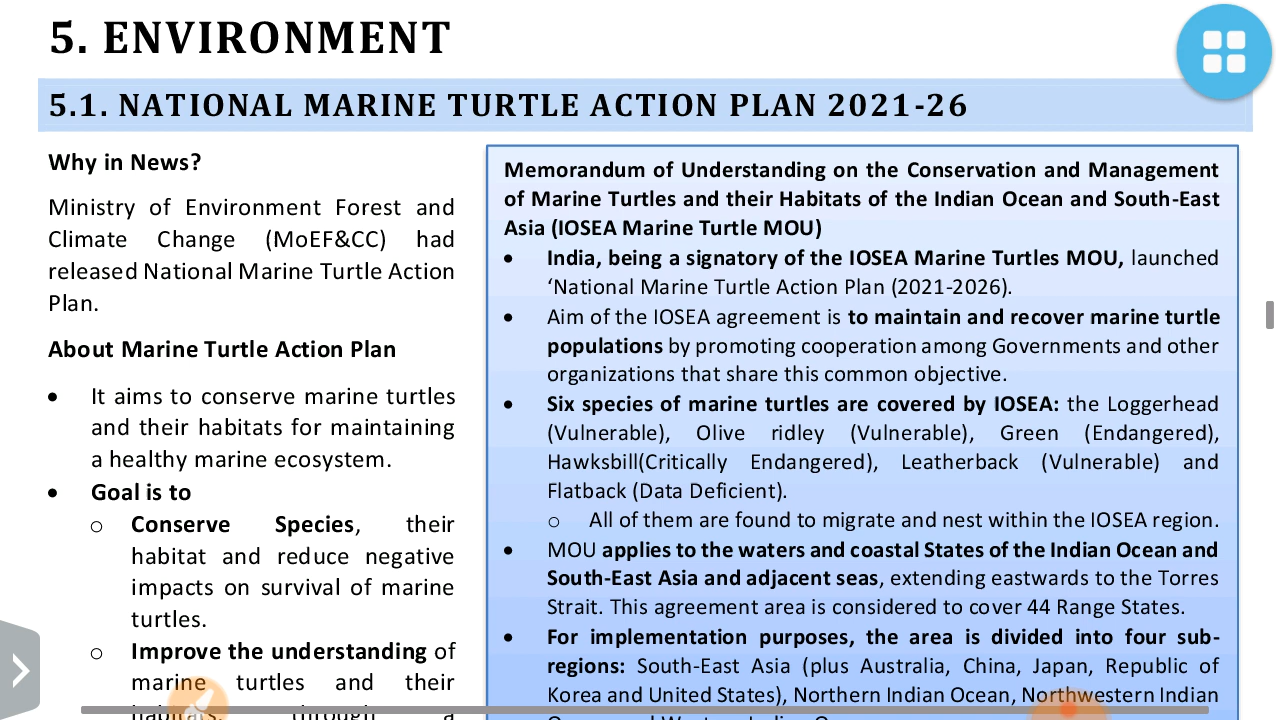 5. ENVIRONMENT
5.1. NATIONAL MARINE TURTLE ACTION PLAN 2021-26
Why in News?
Ministry of Environment Forest and
Climate Change (MoEF&CC) had
released National Marine Turtle Action
Plan.
About Marine Turtle Action Plan
• It aims to conserve marine turtles
and their habitats for maintaining
a healthy marine ecosystem.
• Goal is to
o Conserve Species, their
habitat and reduce negative
impacts on survival of marine
turtles.
o Improve the understanding of
marine turtles and their
habitats, through a
Memorandum of Understanding on the Conservation and Management
of Marine Turtles and their Habitats of the Indian Ocean and South-East
Asia (IOSEA Marine Turtle MOU)
• India, being a signatory of the IOSEA Marine Turtles MOU, launched
‘National Marine Turtle Action Plan (2021-2026).
• Aim of the IOSEA agreement is to maintain and recover marine turtle
populations by promoting cooperation among Governments and other
organizations that share this common objective.
• Six species of marine turtles are covered by IOSEA: the Loggerhead
(Vulnerable), Olive ridley (Vulnerable), Green (Endangered),
Hawksbill(Critically Endangered), Leatherback (Vulnerable) and
Flatback (Data Deficient).
o All of them are found to migrate and nest within the IOSEA region.
• MOU applies to the waters and coastal States of the Indian Ocean and
South-East Asia and adjacent seas, extending eastwards to the Torres
Strait. This agreement area is considered to cover 44 Range States.
• For implementation purposes, the area is divided into four sub-
regions: South-East Asia (plus Australia, China, Japan, Republic of
Korea and United States), Northern Indian Ocean, Northwestern Indian